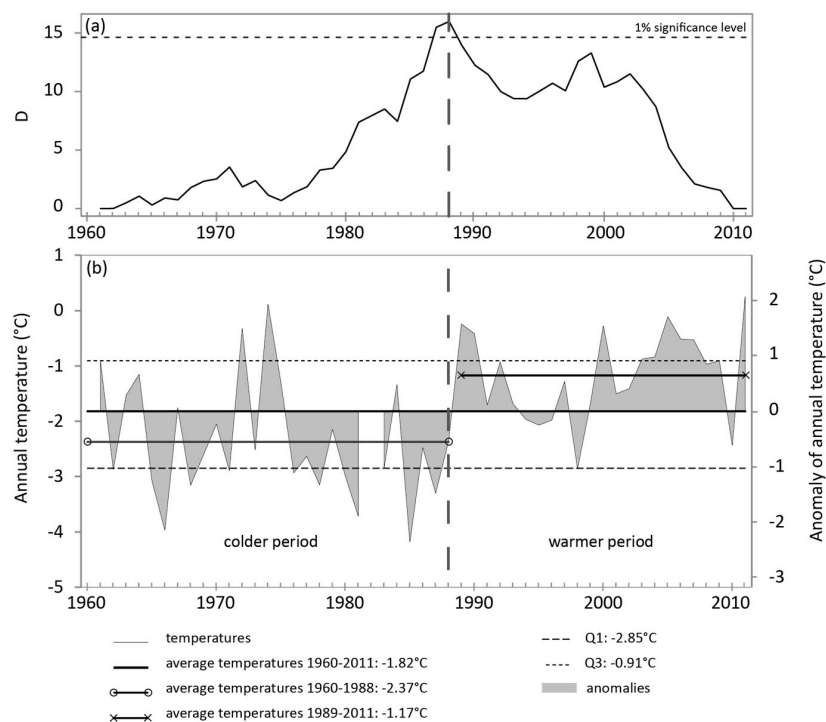 (a)
1% significance level
15
10
5
0
D
1960
1970
1980
1990
2000
2010
(b)
1
0
-1
-2
-3
-4
-5
Annual temperature (°C)
2
1
0
-1
-2
-3
Anomaly of annual temperature (°C)
colder period
warmer period
1960
1970
1980
1990
2000
2010
temperatures
average temperatures 1960-2011: -1.82°C
average temperatures 1960-1988: -2.37°C
average temperatures 1989-2011: -1.17°C
Q1: -2.85°C
Q3: -0.91°C
anomalies